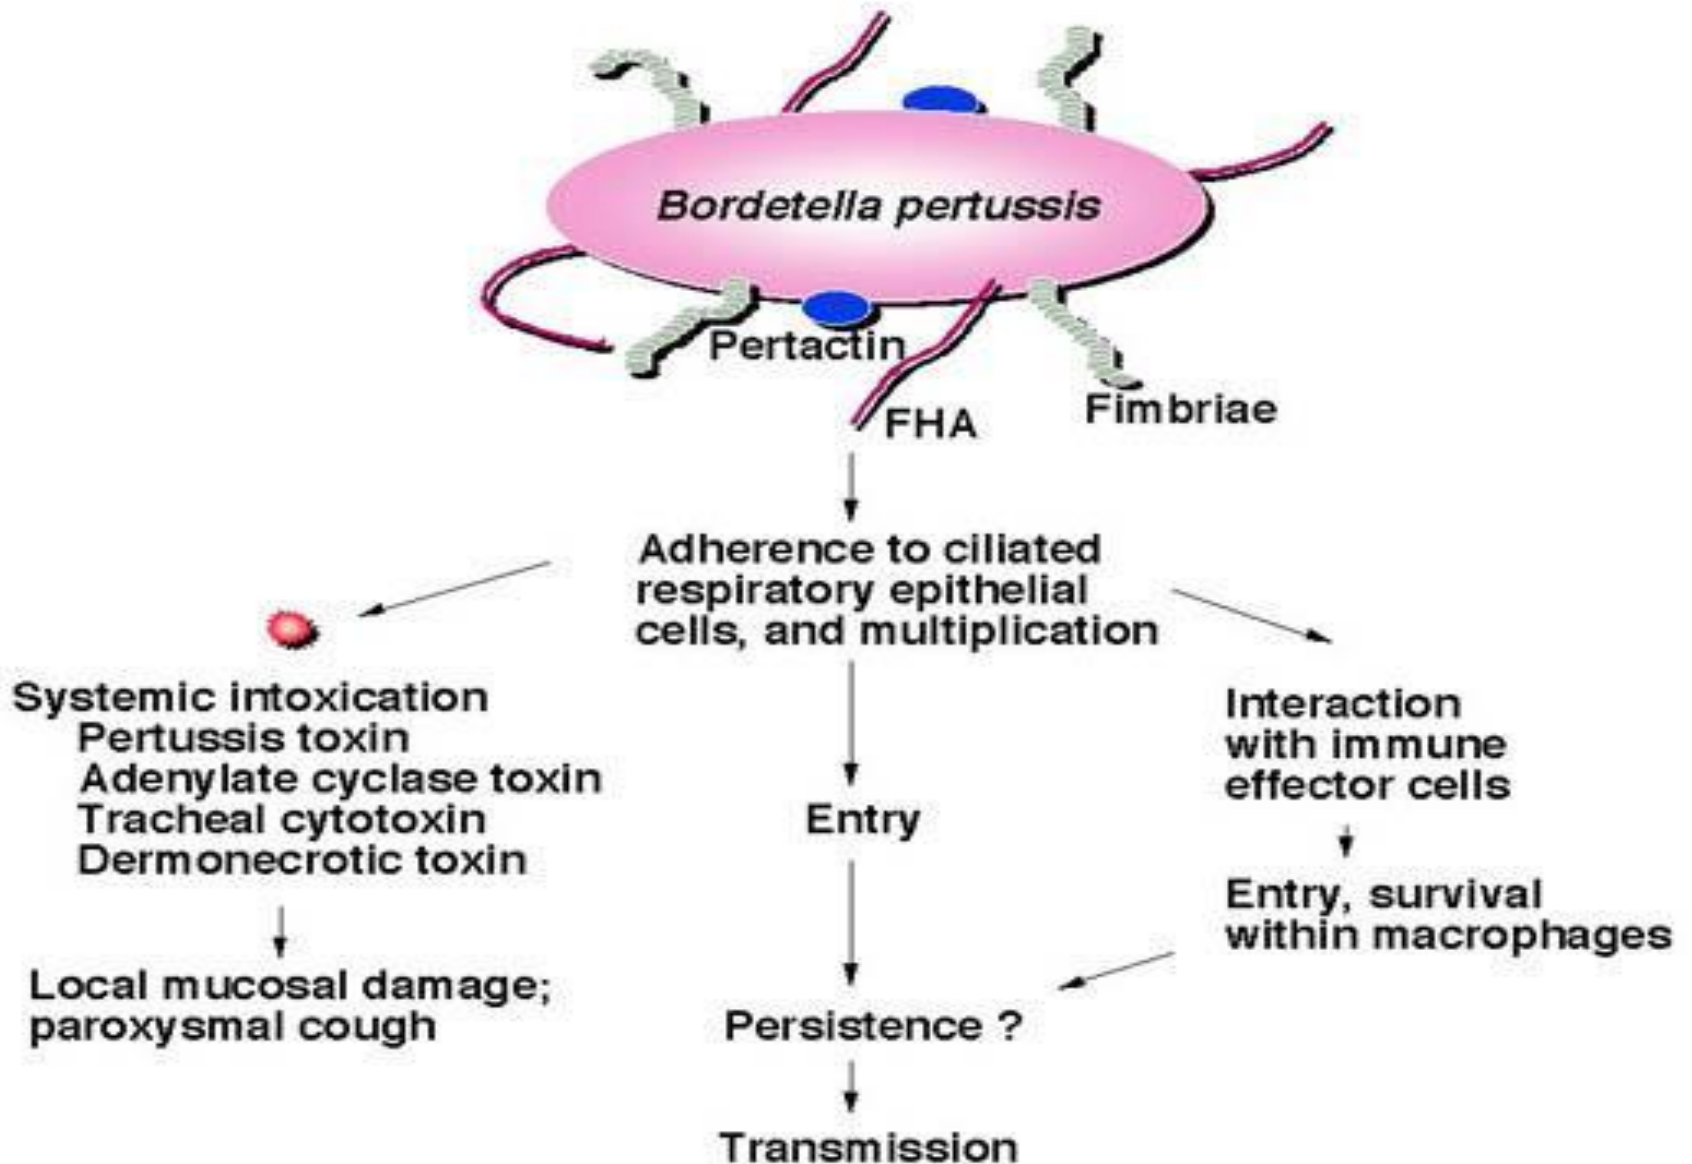 Bordetella pertussis
Pertactin
FHA
Fimbriae
Adherence to ciliated
respiratory epithelial
cells, and multiplication
Systemic intoxication
Pertussis toxin
Adenylate cyclase toxin
Tracheal cytotoxin
Dermonecrotic toxin
Local mucosal damage;
paroxysmal cough
Entry
Interaction
with immune
effector cells
Entry, survival
within macrophages
Persistence ?
Transmission